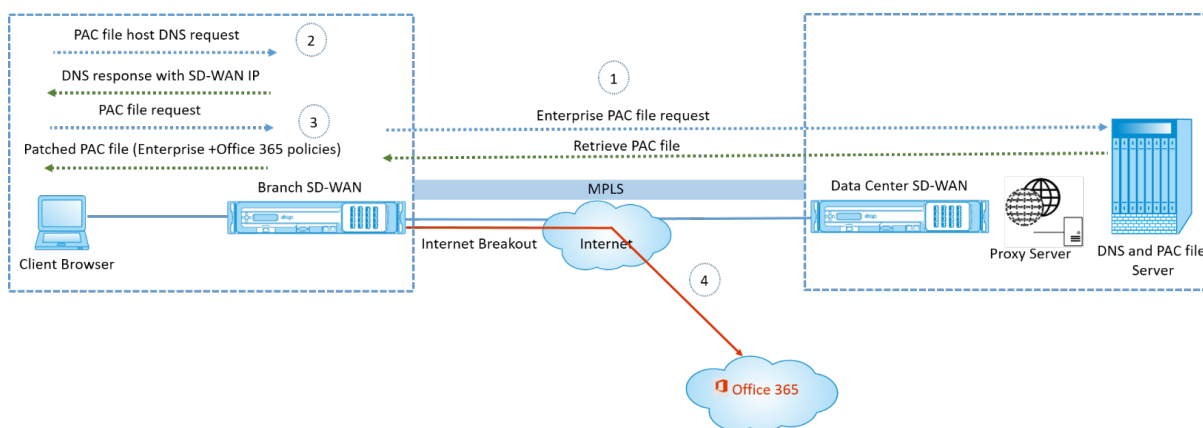 PAC file host DNS request
2
DNS response with SD-WAN IP
PAC file request
3
Patched PAC file (Enterprise +Office 365 policies)
1
Enterprise PAC file request
Retrieve PAC file
Branch SD-WAN
MPLS
Data Center SD-WAN
Client Browser
Internet Breakout
Internet
Proxy Server
DNS and PAC file
Server
4
Office 365